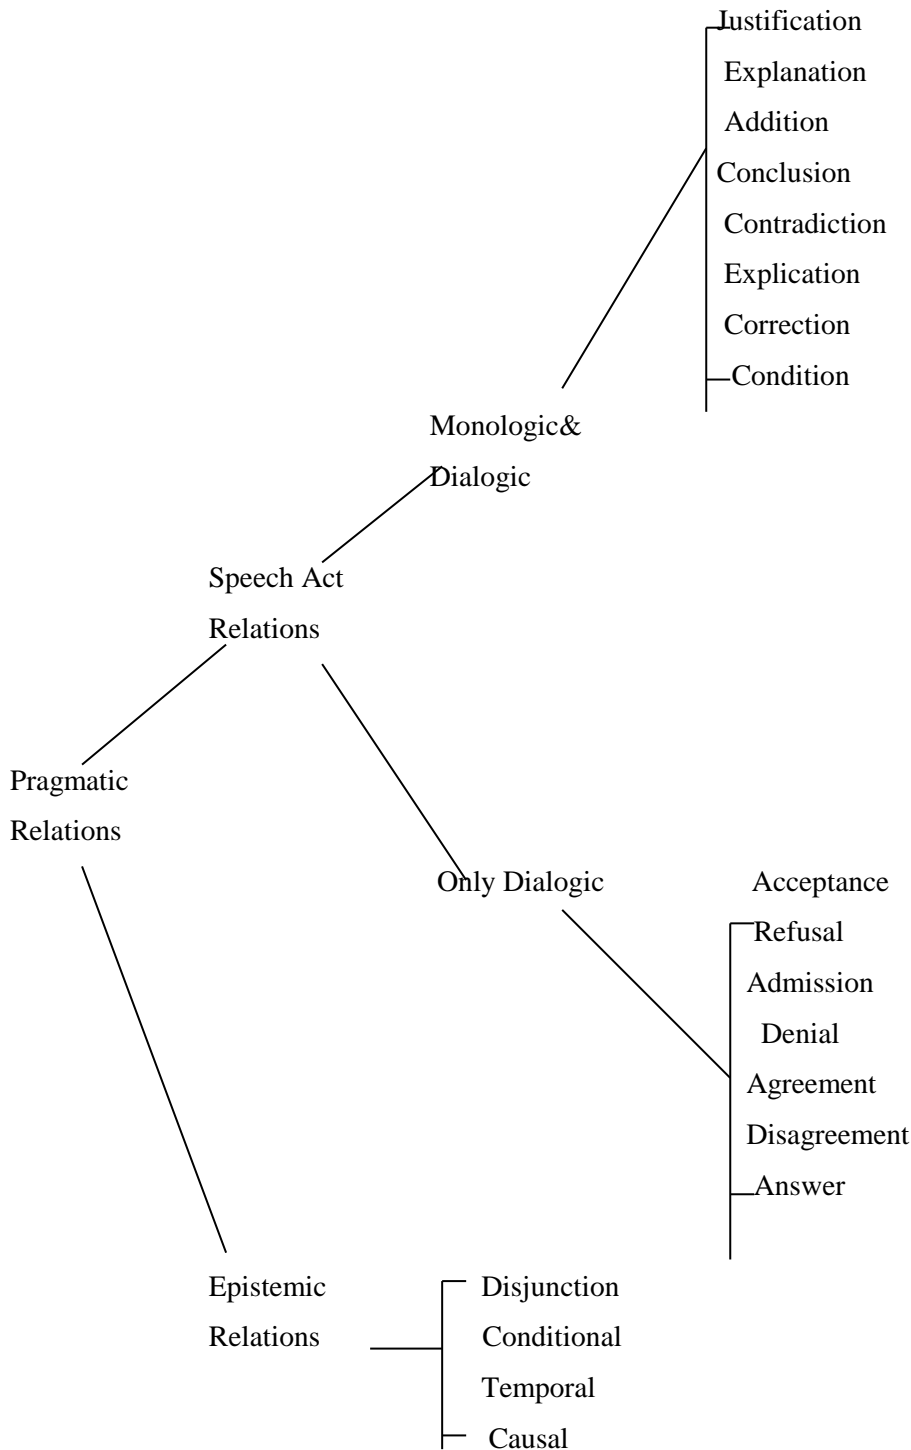 Justification
Explanation
Addition
Conclusion
Contradiction
Explication
Correction
Condition
Monologic&
Dialogic
Speech Act
Relations
Pragmatic
Relations
Only Dialogic
Acceptance
Refusal
Admission
Denial
Agreement
Disagreement
Answer
Epistemic
Relations
Disjunction
Conditional
Temporal
Causal